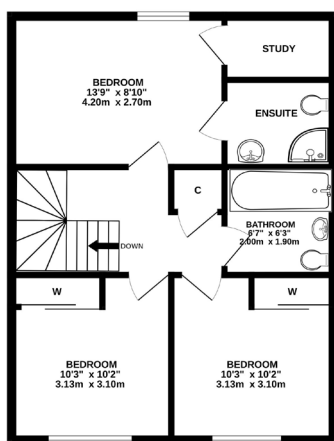 STUDY
BEDROOM
13'9" x 8'10"
4.20m x 2.70m
ENSUITE
C
BATHROOM
6'7" x 6'3"
2.00m x 1.90m
DOWN
W
W
BEDROOM
10'3" x 10'2"
3.13m x 3.10m
BEDROOM
10'3" x 10'2"
3.13m x 3.10m